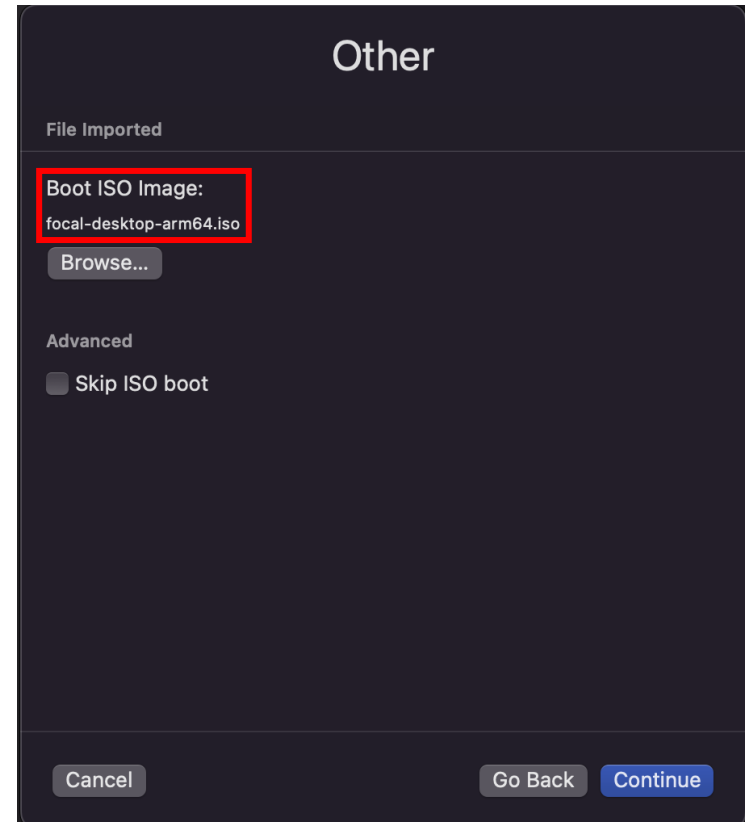 Other
File Imported
Boot ISO Image:
focal-desktop-arm64.iso
Browse...
Advanced
Skip ISO boot
Cancel
Go Back
Continue